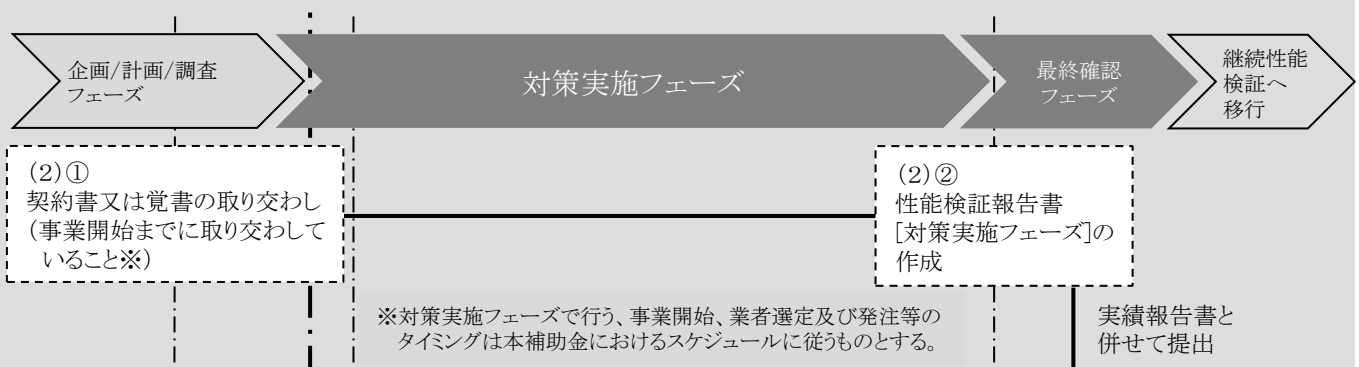 企画/計画/調査
フェーズ
対策実施フェーズ
最終確認
フェーズ
継続性能
検証へ
移行
(2)①
契約書又は覚書の取り交わし
(事業開始までに取り交わして
いること※)
(2)②
性能検証報告書
[対策実施フェーズ]の
作成
※対策実施フェーズで行う、事業開始、業者選定及び発注等の
タイミングは本補助金におけるスケジュールに従うものとする。
実績報告書と
併せて提出